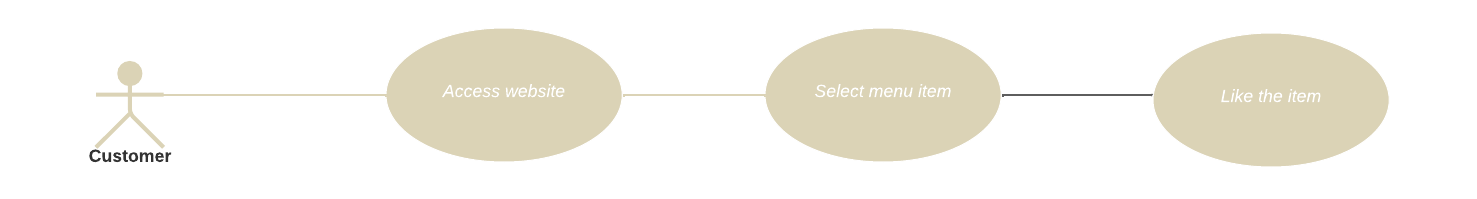 Access website
Select menu item
Like the item
Customer